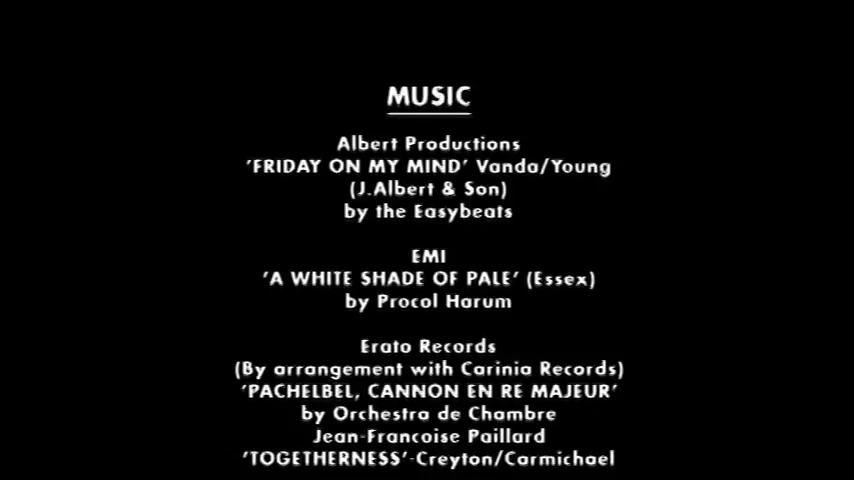 MUSIC
Albert Productions
'FRIDAY ON MY MIND' Vanda/Young
(J.Albert & Son)
by the Easybeats
EMI
'A WHITE SHADE OF PALE' (Essex)
by Procol Harum
Erato Records
(By arrangement with Carinia Records)
'PACHELBEL, CANNON EN RE MAJEUR'
by Orchestra de Chambre
Jean-Francoise Paillard
'TOGETHERNESS'-Creyton/Carmichael